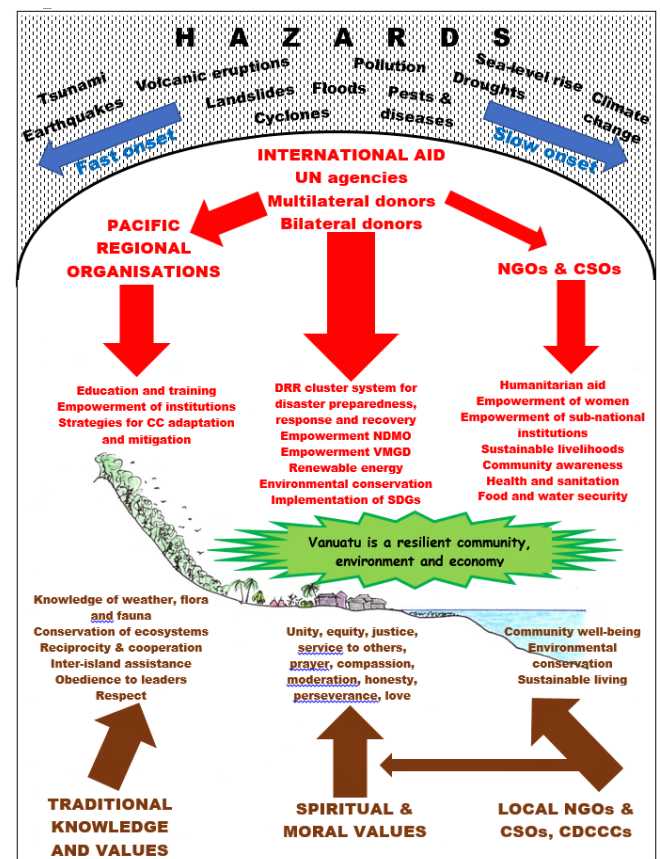 H A Z A R D S
Tsunami
Earthquakes
Volcanic eruptions
Landslides
Cyclones
Floods
Pollution
Pests &
diseases
Droughts
Sea-level rise
Climate
change
Fast onset
Slow onset
INTERNATIONAL AID
UN agencies
Multilateral donors
Bilateral donors
PACIFIC
REGIONAL
ORGANISATIONS
NGOs & CSOs
Education and training
Empowerment of institutions
Strategies for CC adaptation
and mitigation
DRR cluster system for
disaster preparedness,
response and recovery
Empowerment NDMO
Empowerment VMGD
Renewable energy
Environmental conservation
Implementation of SDGs
Humanitarian aid
Empowerment of women
Empowerment of sub-national
institutions
Sustainable livelihoods
Community awareness
Health and sanitation
Food and water security
Vanuatu is a resilient community,
environment and economy
Knowledge of weather, flora
and fauna
Conservation of ecosystems
Reciprocity & cooperation
Inter-island assistance
Obedience to leaders
Respect
Unity, equity, justice,
service to others,
prayer, compassion,
moderation, honesty,
perseverance, love
Community well-being
Environmental
conservation
Sustainable living
TRADITIONAL
KNOWLEDGE
AND VALUES
SPIRITUAL &
MORAL VALUES
LOCAL NGOs &
CSOs, CDCCCs